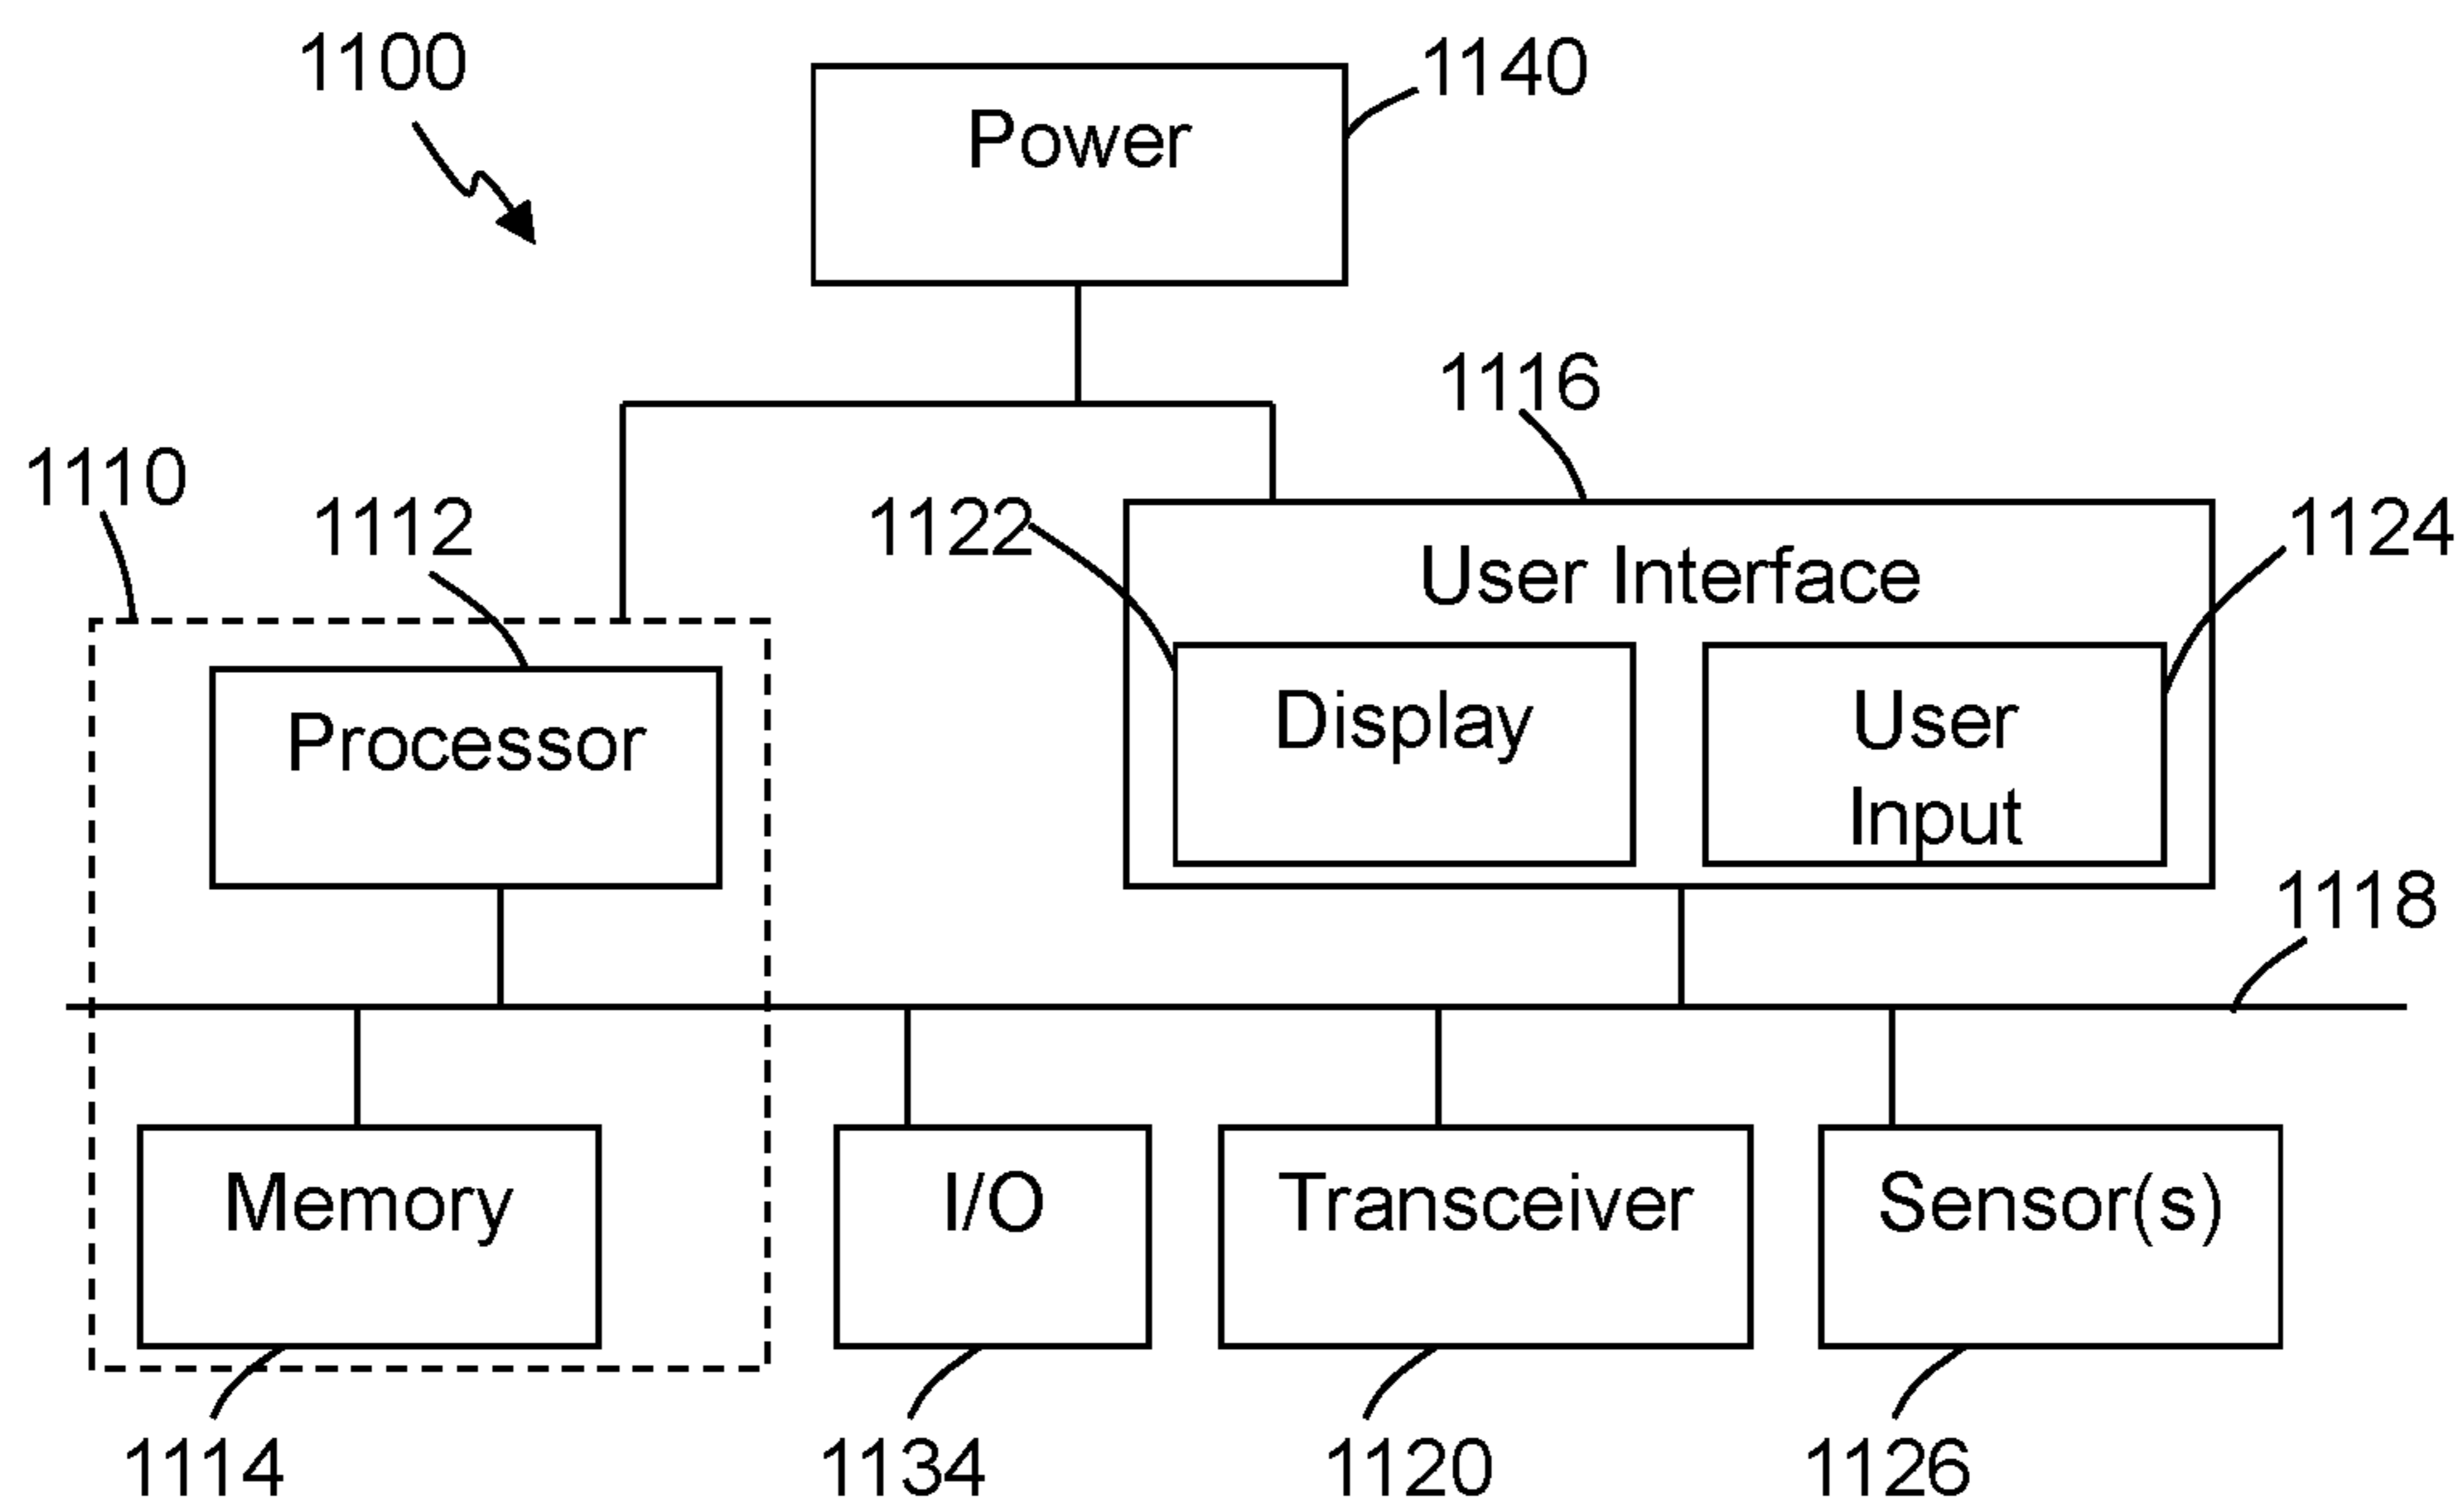 1100
1140
Power
1116
1110
1112
1122
1124
User Interface
Processor
Display
User
Input
1118
Memory
I/O
Transceiver
Sensor(s)
1114
1134
1120
1126